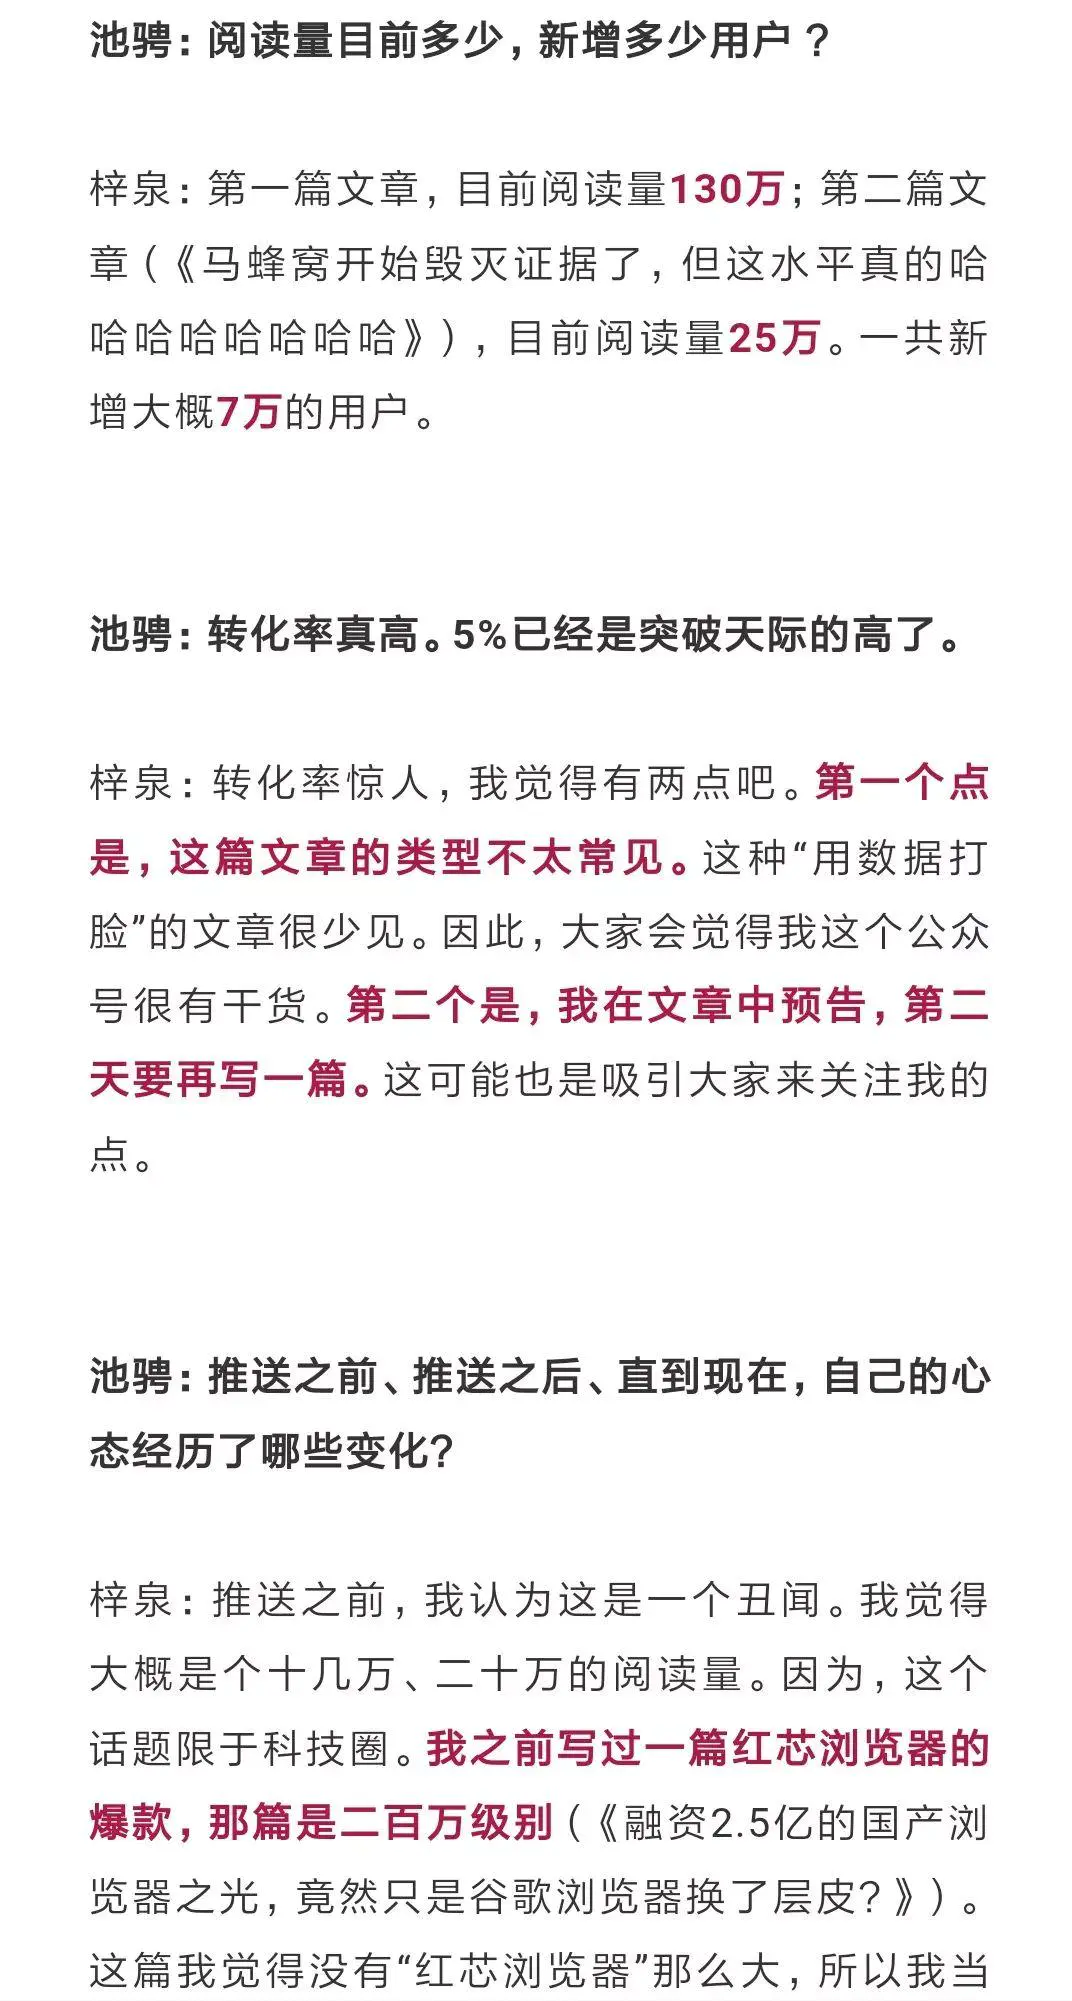 池骋：阅读量目前多少，新增多少用户？
梓泉：第一篇文章，目前阅读量130万；第二篇文
章（《马蜂窝开始毁灭证据了，但这水平真的哈
哈哈哈哈哈哈哈》），目前阅读量25万。一共新
增大概7万的用户。
池骋：转化率真高。5%已经是突破天际的高了。
梓泉：转化率惊人，我觉得有两点吧。第一个点
是，这篇文章的类型不太常见。这种“用数据打
脸”的文章很少见。因此，大家会觉得我这个公众
号很有干货。第二个是，我在文章中预告，第二
天要再写一篇。这可能也是吸引大家来关注我的
点。
池骋：推送之前、推送之后、直到现在，自己的心
态经历了哪些变化？
梓泉：推送之前，我认为这是一个丑闻。我觉得
大概是个十几万、二十万的阅读量。因为，这个
话题限于科技圈。我之前写过一篇红芯浏览器的
爆款，那篇是二百万级别（《融资2.5亿的国产浏
览器之光，竟然只是谷歌浏览器换了层皮？》）。
这篇我觉得没有“红芯浏览器”那么大，所以我当